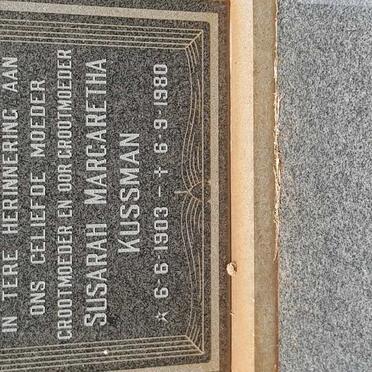 IN TERE HERINNERING AAN
ONS GELIEFDE MOEDER
GROOTMOEDER EN OOR GROOTMOEDER
SUSARAH MARGARETHA
KUSSMAN
☆ 6-6-1903 – ✝ 6-9-1980